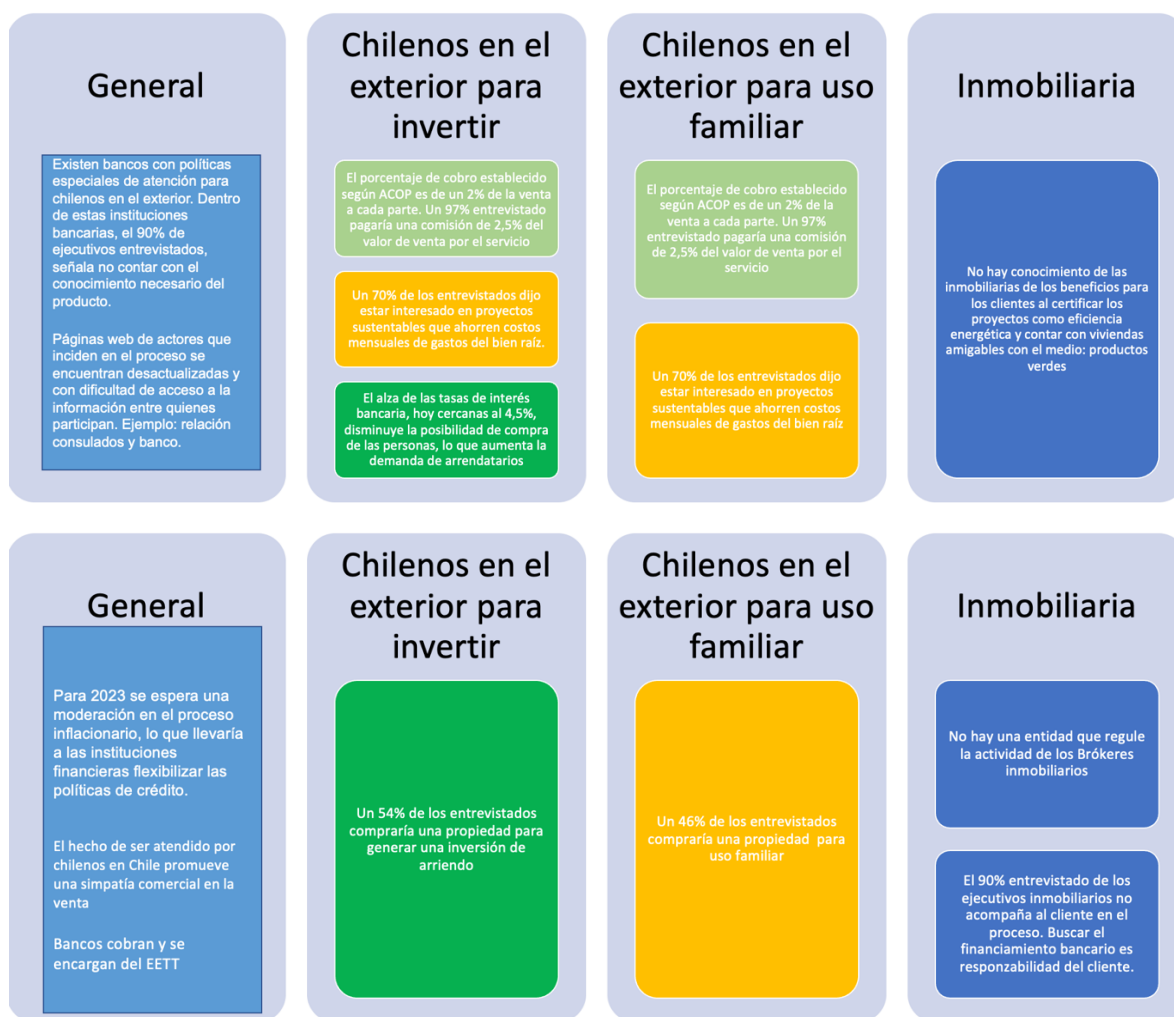 General
Existen bancos con políticas
especiales de atención para
chilenos en el exterior. Dentro
de estas instituciones
bancarias, el 90% de
ejecutivos entrevistados,
señala no contar con el
conocimiento necesario del
producto.
Páginas web de actores que
inciden en el proceso se
encuentran desactualizadas y
con dificultad de acceso a la
información entre quienes
participan. Ejemplo: relación
consulados y banco.
Chilenos en el
exterior para
invertir
El porcentaje de cobro establecido
según ACOP es de un 2% de la venta
a cada parte. Un 97% entrevistado
pagaría una comisión de 2,5% del
valor de venta por el servicio
Un 70% de los entrevistados dijo
estar interesado en proyectos
sustentables que ahorren costos
mensuales de gastos del bien raíz.
El alza de las tasas de interés
bancaria, hoy cercanas al 4,5%,
disminuye la posibilidad de compra
de las personas, lo que aumenta la
demanda de arrendatarios
Chilenos en el
exterior para uso
familiar
El porcentaje de cobro establecido
según ACOP es de un 2% de la
venta a cada parte. Un 97%
entrevistado pagaría una comisión
de 2,5% del valor de venta por el
servicio
Un 70% de los entrevistados dijo
estar interesado en proyectos
sustentables que ahorren costos
mensuales de gastos del bien raíz
Inmobiliaria
No hay conocimiento de las
inmobiliarias de los beneficios para
los clientes al certificar los
proyectos como eficiencia
energética y contar con viviendas
amigables con el medio: productos
verdes
General
Para 2023 se espera una
moderación en el proceso
inflacionario, lo que llevaría
a las instituciones
financieras flexibilizar las
políticas de crédito.
El hecho de ser atendido por
chilenos en Chile promueve
una simpatía comercial en la
venta
Bancos cobran y se
encargan del EETT
Chilenos en el
exterior para
invertir
Un 54% de los entrevistados
compraría una propiedad para
generar una inversión de
arriendo
Chilenos en el
exterior para uso
familiar
Un 46% de los entrevistados
compraría una propiedad para
uso familiar
Inmobiliaria
No hay una entidad que regule
la actividad de los Brókeres
inmobiliarios
El 90% entrevistado de los
ejecutivos inmobiliarios no
acompaña al cliente en el
proceso. Buscar el
financiamiento bancario es
responzabilidad del cliente.